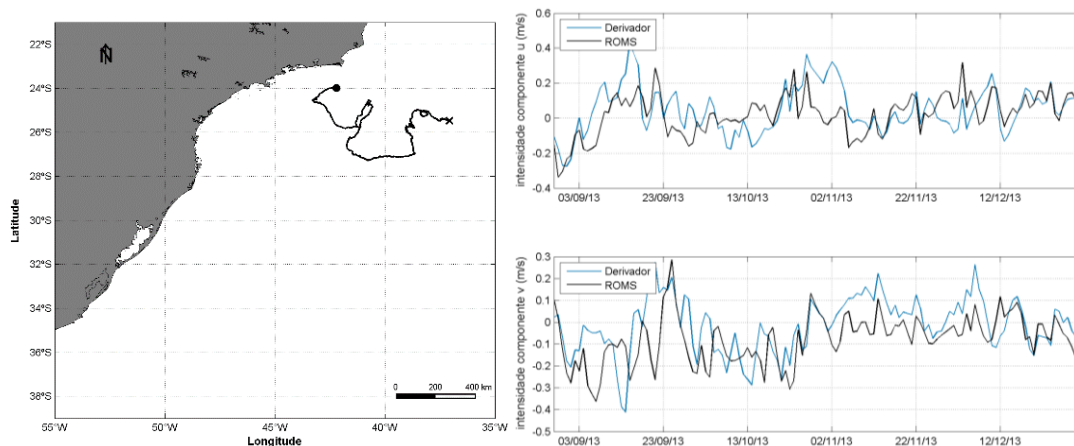 N
22°S
24°S
26°S
28°S
30°S
32°S
34°S
36°S
38°S
Latitude
55°W
50°W
45°W
40°W
35°W
Longitude
0
200
400 km
intensidade componente u (m/s)
0.6
0.4
0.2
0
-0.2
-0.4
Derivador
ROMS
03/09/13
23/09/13
13/10/13
02/11/13
22/11/13
12/12/13
intensidade componente v (m/s)
0.3
0.2
0.1
0
-0.1
-0.2
-0.3
-0.4
-0.5
Derivador
ROMS
03/09/13
23/09/13
13/10/13
02/11/13
22/11/13
12/12/13